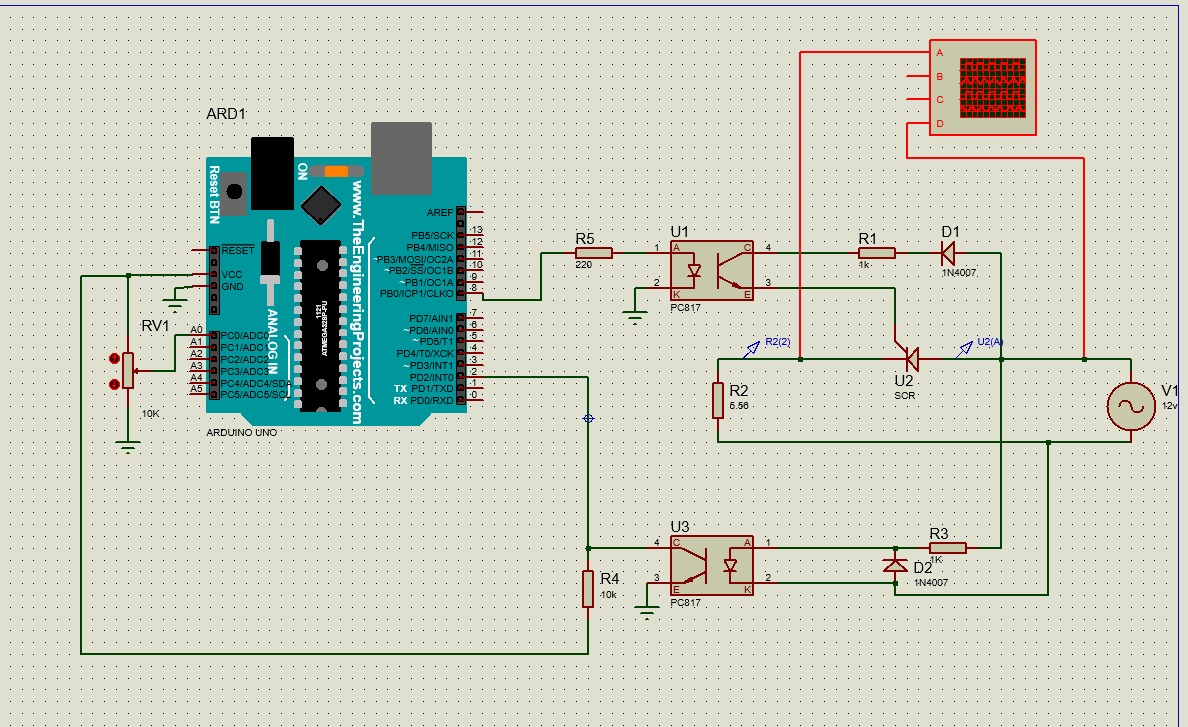 ARD1
Reset BTN
ON
www.TheEngineeringProjects.com
RESET
VCC
GND
ANALOG IN
A0 PC0/ADC0
A1 PC1/ADC1
A2 PC2/ADC2
A3 PC3/ADC3
A4 PC4/ADC4/SDA
A5 PC5/ADC5/SCL
1121
ATMEGA328P-PU
AREF
PB5/SCK 13
PB4/MISO 12
~PB3/MOSI/OC2A 11
~PB2/SS/OC1B 10
~PB1/OC1A 9
PB0/ICP1/CLKO 8
PD7/AIN1 7
~PD6/AIN0 6
~PD5/T1 5
PD4/T0/XCK 4
~PD3/INT1 3
PD2/INT0 2
TX PD1/TXD 1
RX PD0/RXD 0
ARDUINO UNO
RV1
10K
R5
220
U1
1 A C 4
2 K E 3
PC817
R1
1k
D1
1N4007
A
B
C
D
R2(2)
U2(A)
U2
SCR
R2
5.56
V1
12v
U3
4 C A 1
3 E K 2
PC817
R3
1K
D2
1N4007
R4
10k